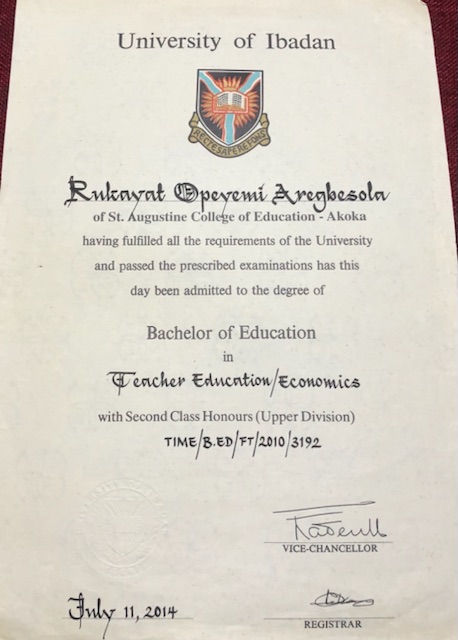 University of Ibadan
RECTE SAPERE FONS
Rukayat Opeyemi Aregbesola
of St. Augustine College of Education - Akoka
having fulfilled all the requirements of the University
and passed the prescribed examinations has this
day been admitted to the degree of
Bachelor of Education
in
Teacher Education/Economics
with Second Class Honours (Upper Division)
TIME/B.ED/FT/2010/3192
VICE-CHANCELLOR
July 11, 2014
REGISTRAR